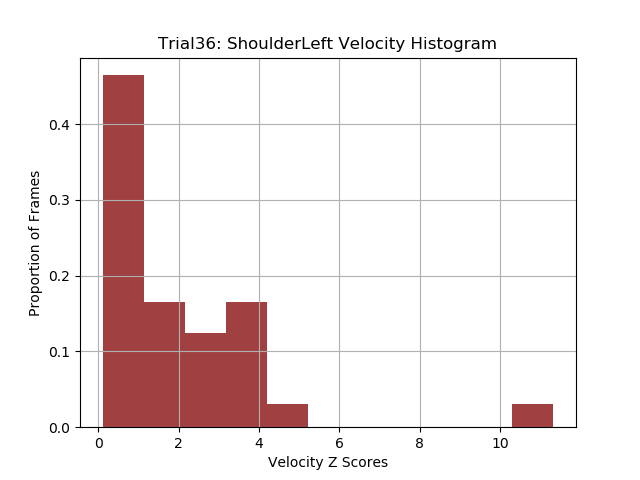 Trial36: ShoulderLeft Velocity Histogram
Proportion of Frames
0.4
0.3
0.2
0.1
0.0
0 2 4 6 8 10
Velocity Z Scores